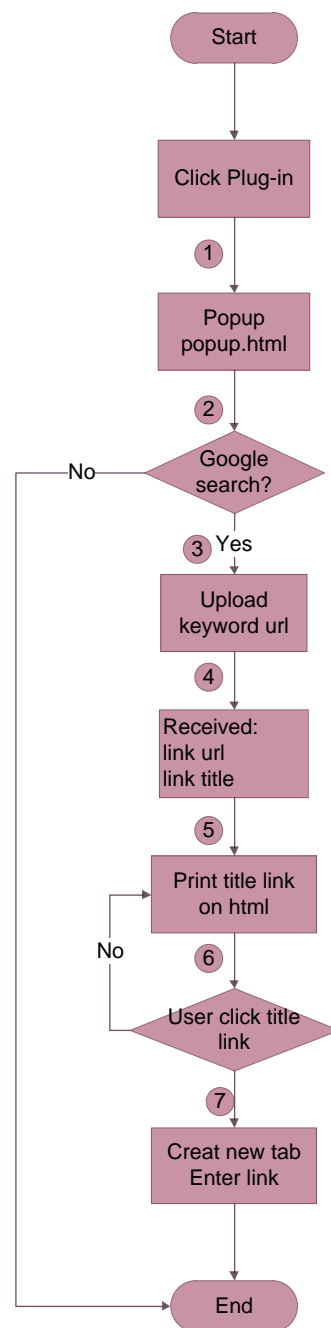 Start
Click Plug-in
1
Popup
popup.html
2
Google
search?
No
3
Yes
Upload
keyword url
4
Received:
link url
link title
5
Print title link
on html
6
No
User click title
link
7
Creat new tab
Enter link
End